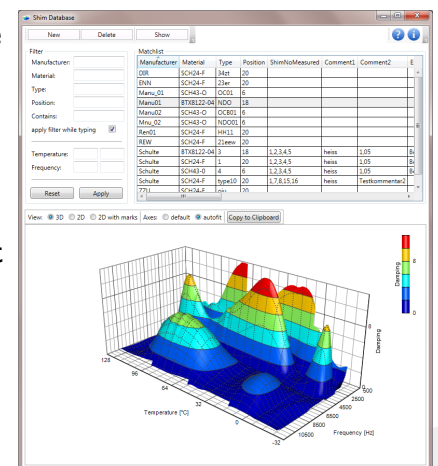 Shim Database
New Delete Show
Filter
Manufacturer:
Material:
Type:
Position:
Contains:
apply filter while typing
Temperature:
Frequency:
Reset Apply
Matchlist
Manufacturer Material Type Position ShimNoMeasured Comment1 Comment2
DIR SCH24-F 34zt 20
ENN SCH24-F 23er 20
Manu_01 SCH43-O OC01 6
Manu01 BTX8122-04 NDO 18
Manu_02 SCH43-O OCB01 6
Mnu_02 SCH43-O NDO01 6
Ren01 SCH24-F HH11 20
REW SCH24-F 21eew 20
Schulte BTX8122-04 3 18 1,2,3,4,5 heiss 1,05
Schulte SCH24-F 1 20 1,2,3,4,5 heiss 1,05
Schulte SCH43-0 4 6 1,2,3,4,5 heiss 1,05
Schulte SCH24-F type10 20 1,7,8,15,16 Testkommentar2
View: 3D 2D 2D with marks Axes: default autofit Copy to Clipboard
Damping
8
0
8
Damping
128
96
64
32
0
-32
Temperature [°C]
500
2500
4500
6500
8500
10500
Frequency [Hz]